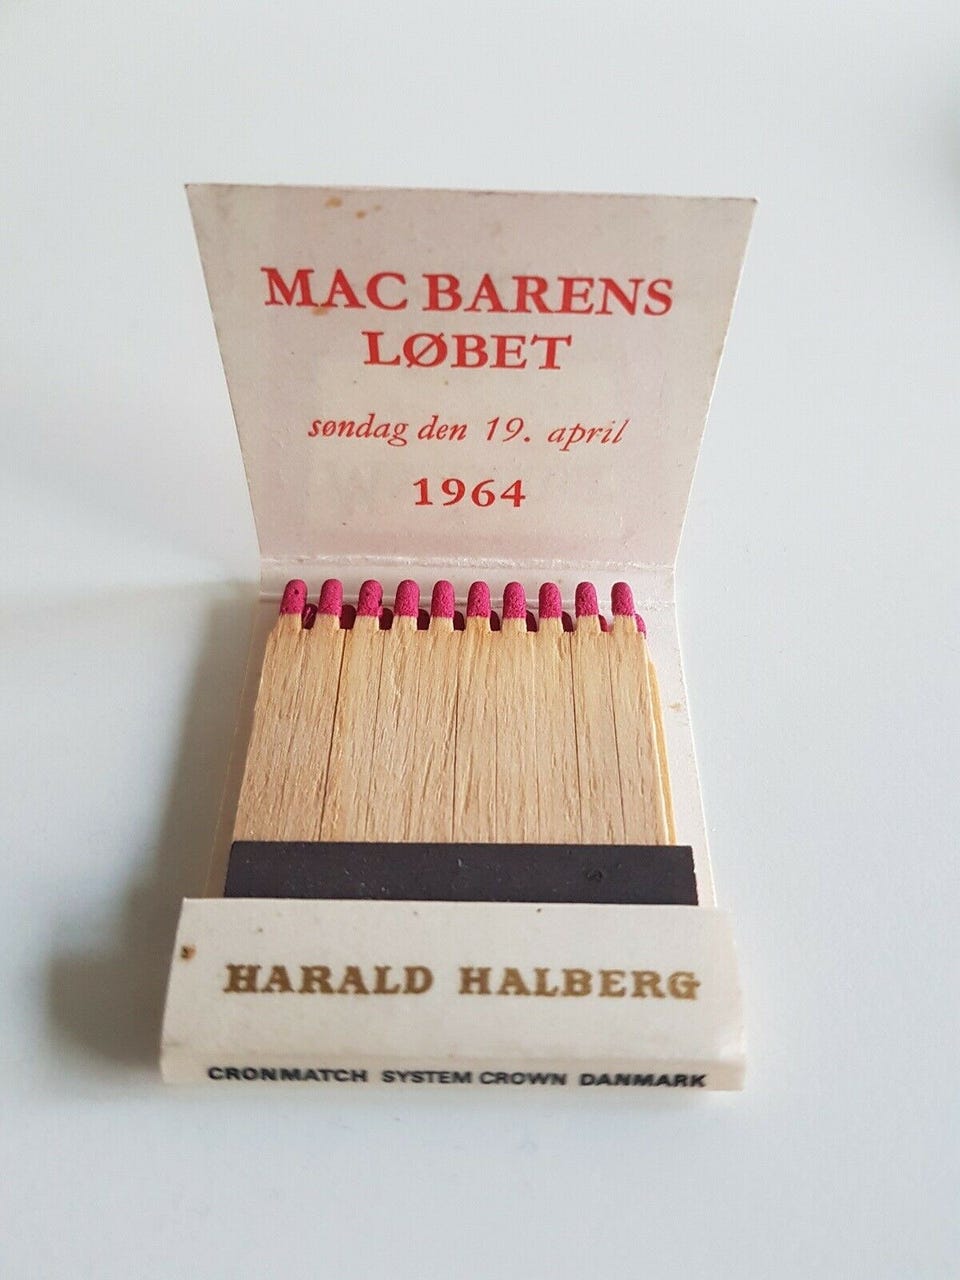 MAC BARENS
LØBET
søndag den 19. april
1964
HARALD HALBERG
CRONMATCH SYSTEM CROWN DANMARK